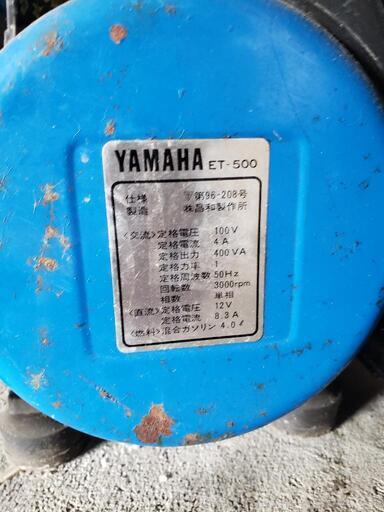 YAMAHA ET-500
仕様 〒第96-208号
製造 ㈱昌和製作所
〈交流〉定格電圧 100V
定格電流 4A
定格出力 400VA
定格力率 1
定格周波数 50Hz
回転数 3000rpm
相数 単相
〈直流〉定格電圧 12V
定格電流 8.3A
〈燃料〉混合ガソリン 4.0ℓ